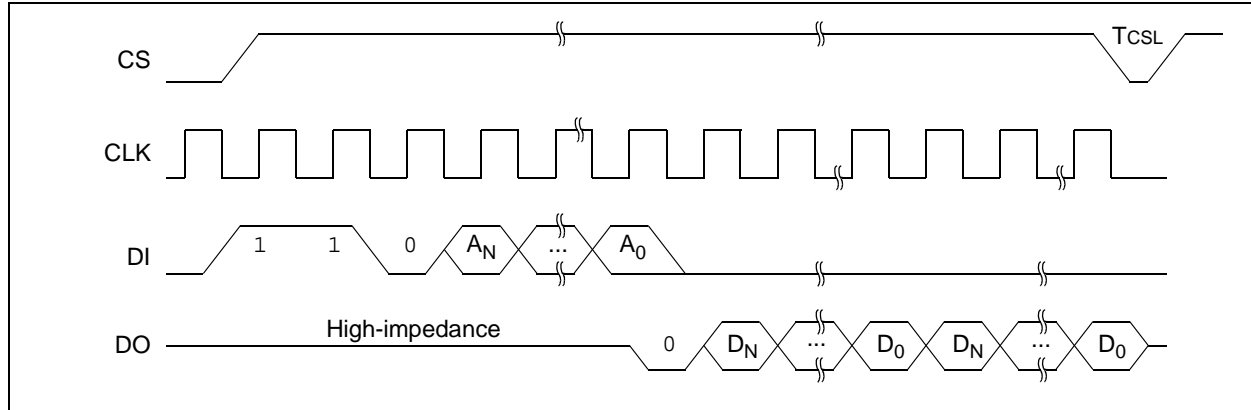 CS TCSL
CLK
DI 1 1 0 AN ... A0
High-impedance
DO 0 DN ... D0 DN ... D0